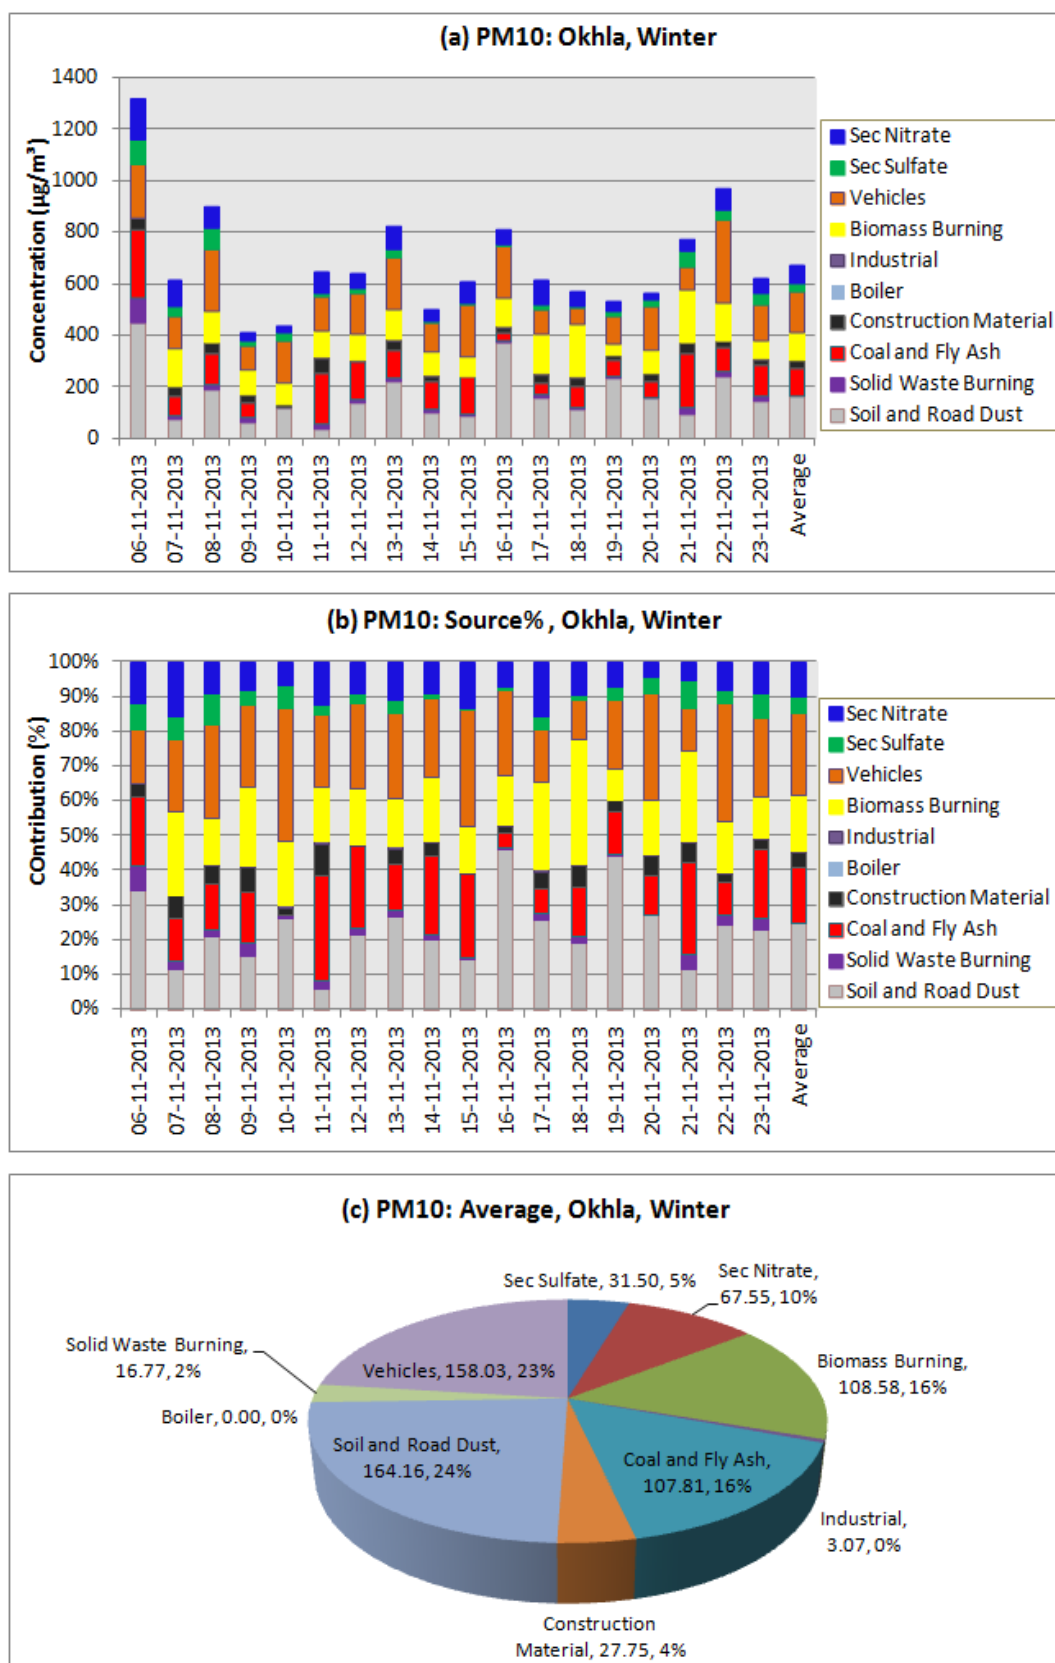 (a) PM10: Okhla, Winter
Concentration (µg/m³)
1400
1200
1000
800
600
400
200
0
06-11-2013
07-11-2013
08-11-2013
09-11-2013
10-11-2013
11-11-2013
12-11-2013
13-11-2013
14-11-2013
15-11-2013
16-11-2013
17-11-2013
18-11-2013
19-11-2013
20-11-2013
21-11-2013
22-11-2013
23-11-2013
Average
Sec Nitrate
Sec Sulfate
Vehicles
Biomass Burning
Industrial
Boiler
Construction Material
Coal and Fly Ash
Solid Waste Burning
Soil and Road Dust
(b) PM10: Source% , Okhla, Winter
COntribution (%)
100%
90%
80%
70%
60%
50%
40%
30%
20%
10%
0%
06-11-2013
07-11-2013
08-11-2013
09-11-2013
10-11-2013
11-11-2013
12-11-2013
13-11-2013
14-11-2013
15-11-2013
16-11-2013
17-11-2013
18-11-2013
19-11-2013
20-11-2013
21-11-2013
22-11-2013
23-11-2013
Average
Sec Nitrate
Sec Sulfate
Vehicles
Biomass Burning
Industrial
Boiler
Construction Material
Coal and Fly Ash
Solid Waste Burning
Soil and Road Dust
(c) PM10: Average, Okhla, Winter
Sec Sulfate, 31.50, 5%
Sec Nitrate,
67.55, 10%
Biomass Burning,
108.58, 16%
Solid Waste Burning,
16.77, 2%
Vehicles, 158.03, 23%
Boiler, 0.00, 0%
Soil and Road Dust,
164.16, 24%
Coal and Fly Ash,
107.81, 16%
Industrial,
3.07, 0%
Construction
Material, 27.75, 4%